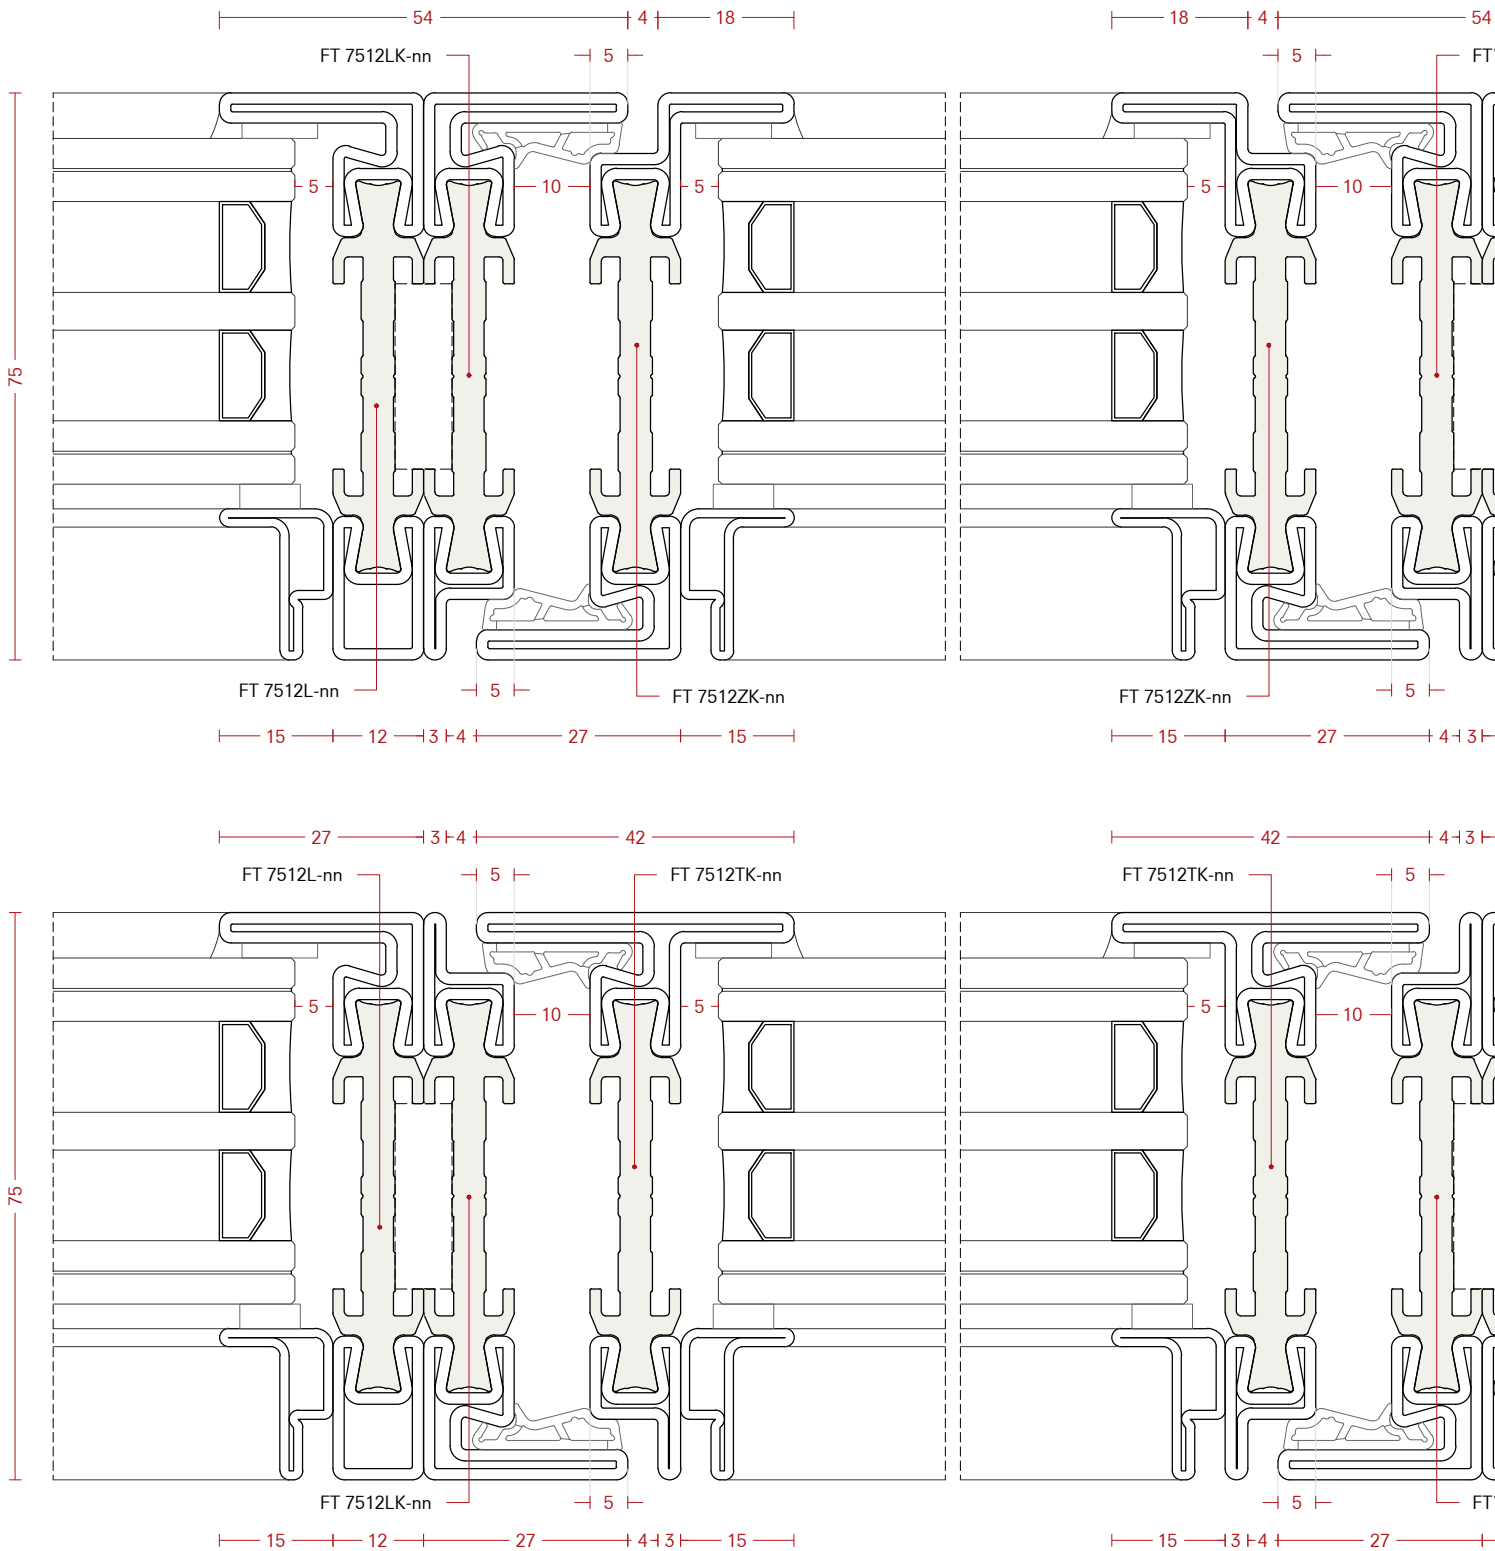 54 4 18 18 4 54
FT 7512LK-nn 5 5 FT
5 10 5 5 10
75
FT 7512L-nn 5 FT 7512ZK-nn FT 7512ZK-nn 5
15 12 3 4 27 15 15 27 4 3
27 3 4 42 42 4 3
FT 7512L-nn 5 FT 7512TK-nn FT 7512TK-nn 5
5 10 5 5 10
75
FT 7512LK-nn 5 5 FT
15 12 27 4 3 15 15 3 4 27